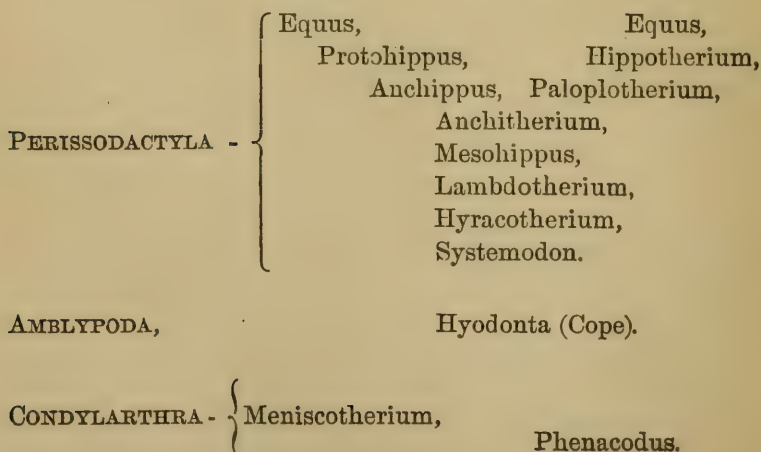 Equus, Equus,
Protohippus, Hippotherium,
Anchippus, Paloplotherium,
PERISSODACTYLA - Anchitherium,
Mesohippus,
Lambdotherium,
Hyracotherium,
Systemodon.
AMBLYPODA, Hyodonta (Cope).
CONDYLARTHRA - Meniscotherium,
Phenacodus.